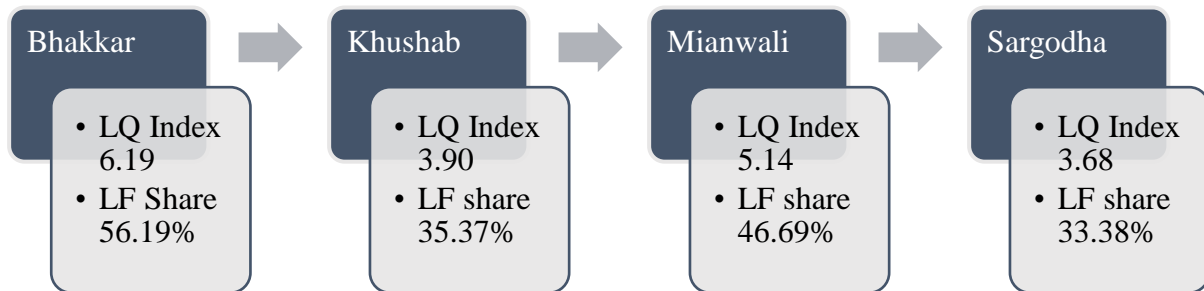 Bhakkar
• LQ Index
6.19
• LF Share
56.19%
Khushab
• LQ Index
3.90
• LF share
35.37%
Mianwali
• LQ Index
5.14
• LF share
46.69%
Sargodha
• LQ Index
3.68
• LF share
33.38%